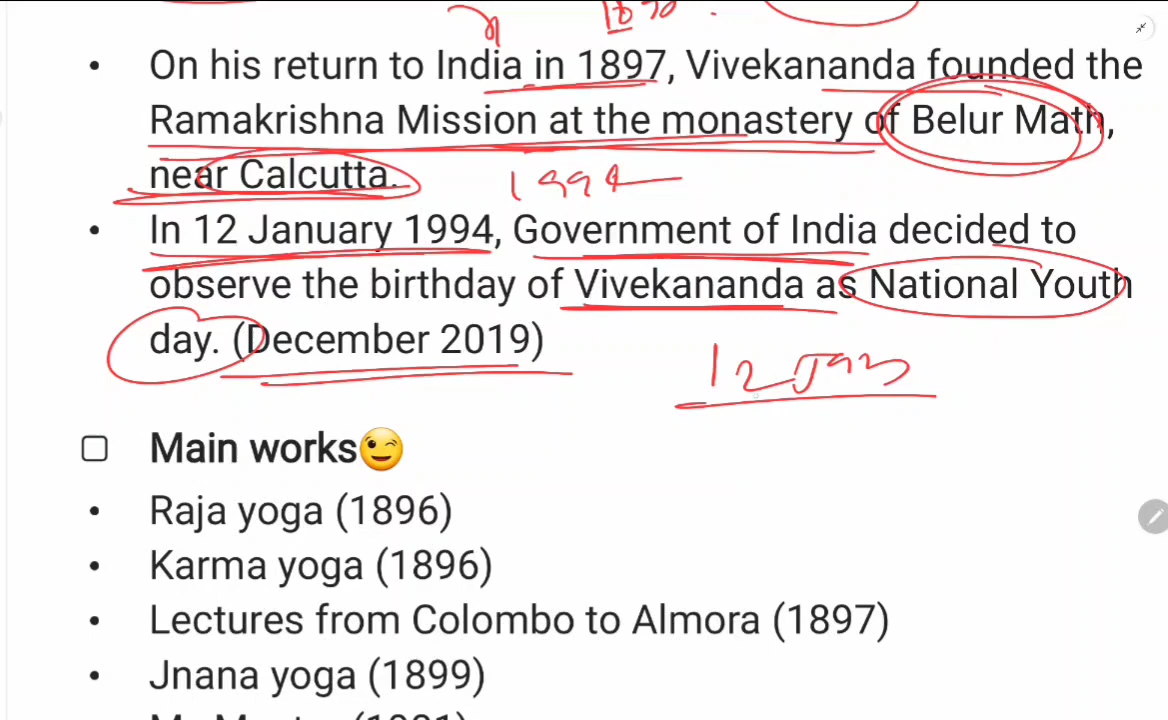 • On his return to India in 1897, Vivekananda founded the
Ramakrishna Mission at the monastery of Belur Math,
near Calcutta.
1994
• In 12 January 1994, Government of India decided to
observe the birthday of Vivekananda as National Youth
day. (December 2019)
12 Jan
☐ Main works😉
• Raja yoga (1896)
• Karma yoga (1896)
• Lectures from Colombo to Almora (1897)
• Jnana yoga (1899)